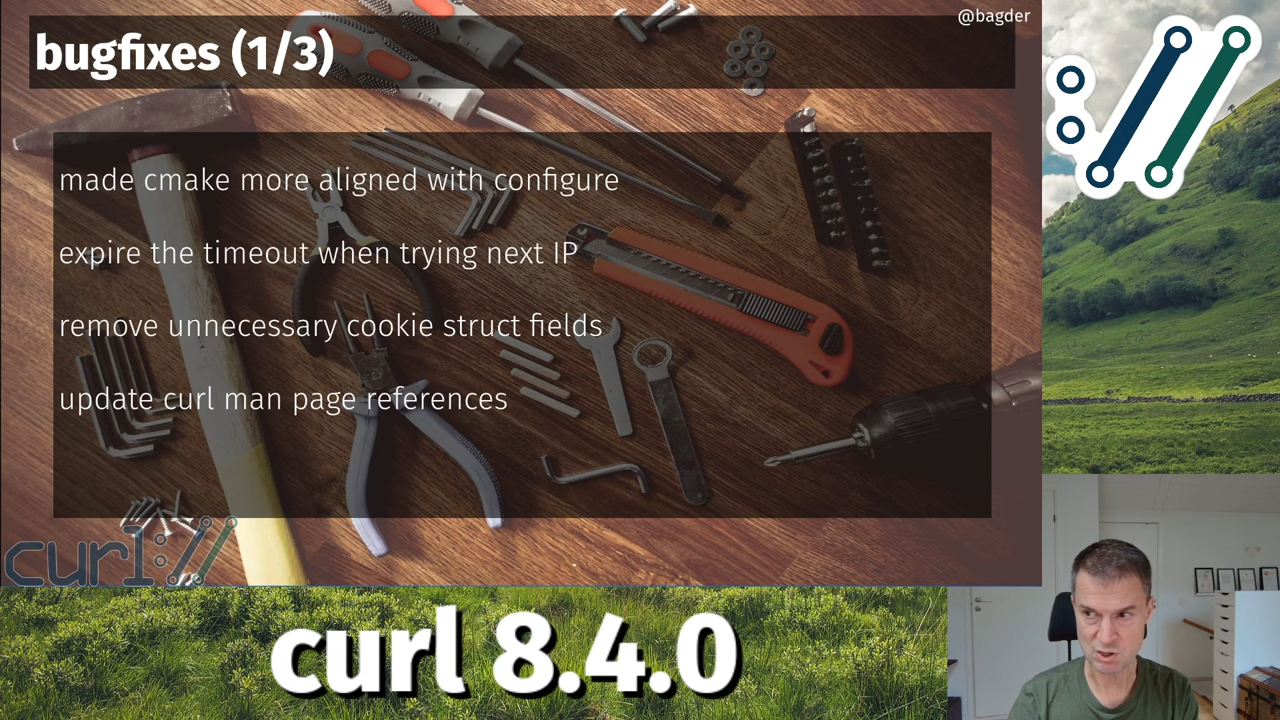 @bagder
bugfixes (1/3)
made cmake more aligned with configure
expire the timeout when trying next IP
remove unnecessary cookie struct fields
update curl man page references
curl://
curl 8.4.0